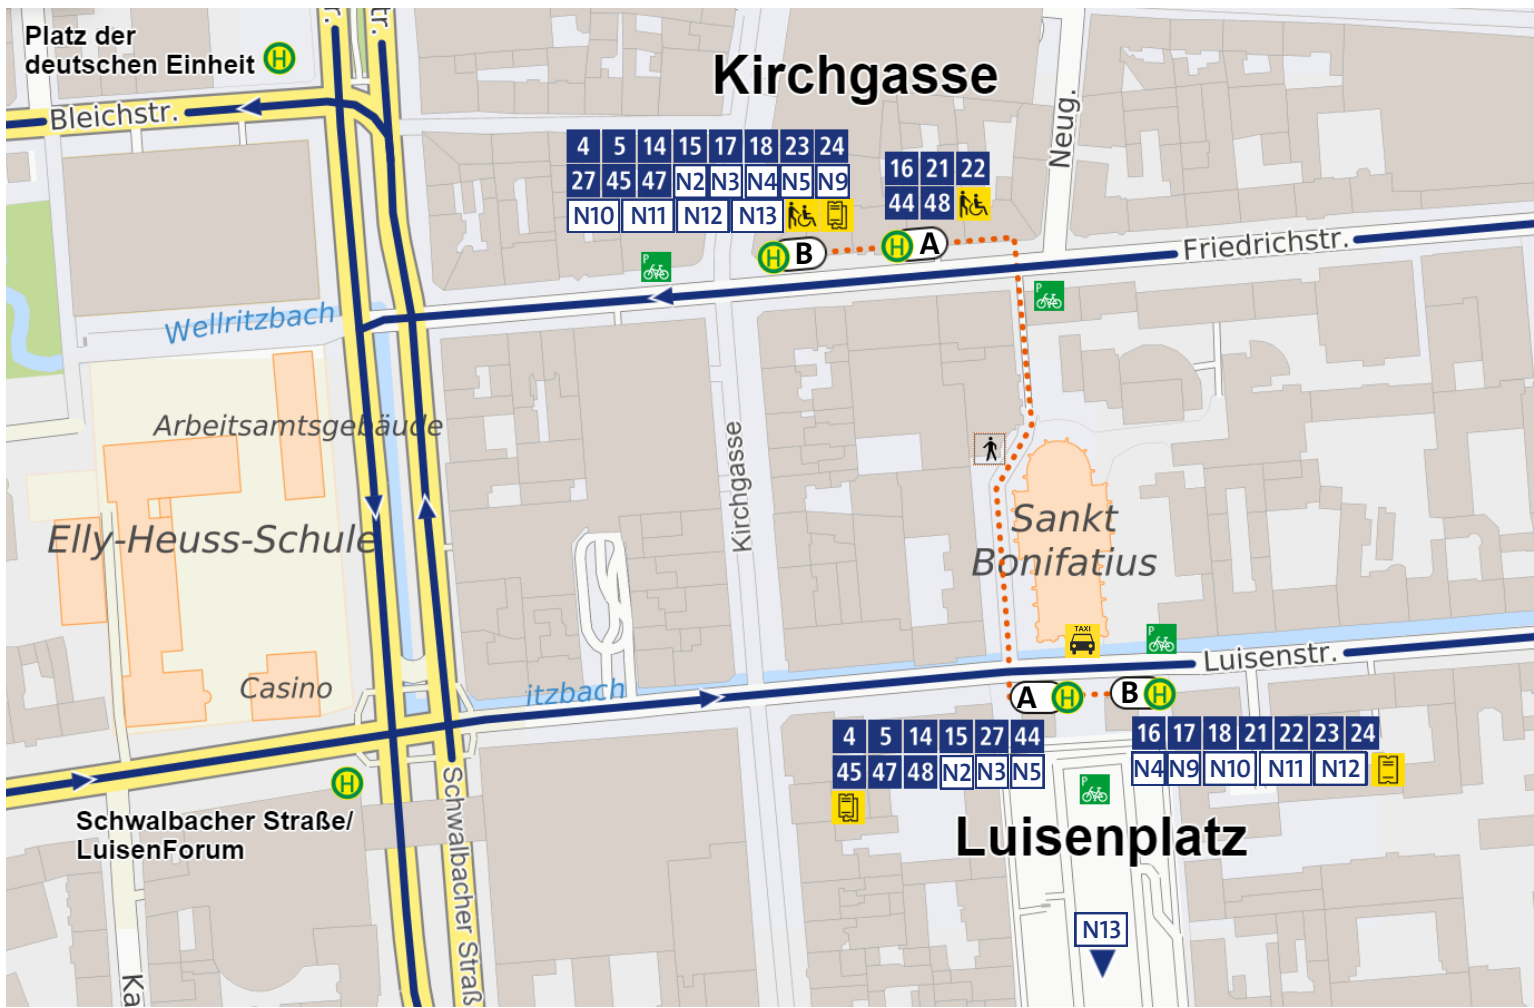 Platz der
deutschen Einheit H
tr.
Bleichstr.
Kirchgasse
4 5 14 15 17 18 23 24
27 45 47 N2 N3 N4 N5 N9
N10 N11 N12 N13
16 21 22
44 48
Neug.
H B
H A
Friedrichstr.
P
P
Wellritzbach
Arbeitsamtsgebäude
Kirchgasse
Elly-Heuss-Schule
Sankt
Bonifatius
TAXI
P
Luisenstr.
Casino
itzbach
A H
B H
4 5 14 15 27 44
45 47 48 N2 N3 N5
16 17 18 21 22 23 24
N4 N9 N10 N11 N12
H
Schwalbacher Straße/
LuisenForum
P
Luisenplatz
Schwalbacher Straß
N13
Ka